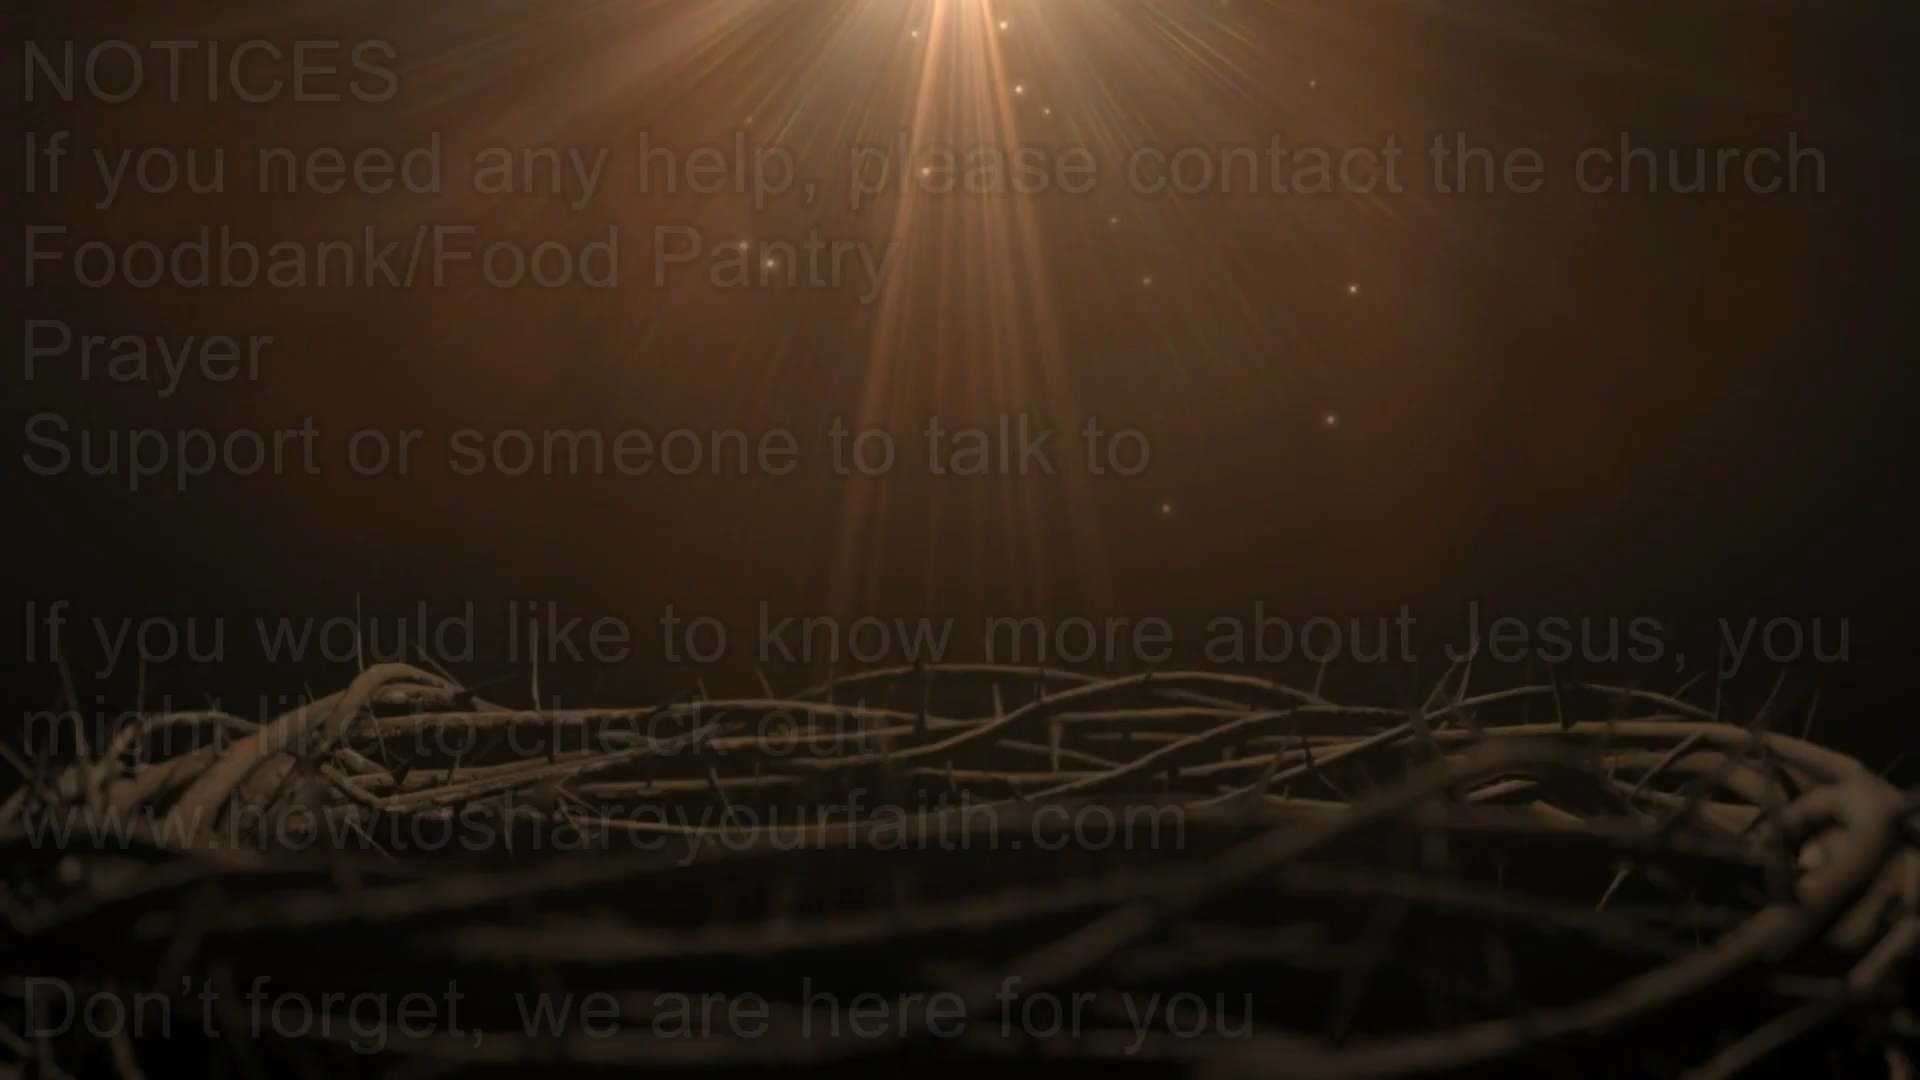 NOTICES
If you need any help, please contact the church
Foodbank/Food Pantry
Prayer
Support or someone to talk to
If you would like to know more about Jesus, you
might like to check out
www.howtoshareyourfaith.com
Don’t forget, we are here for you